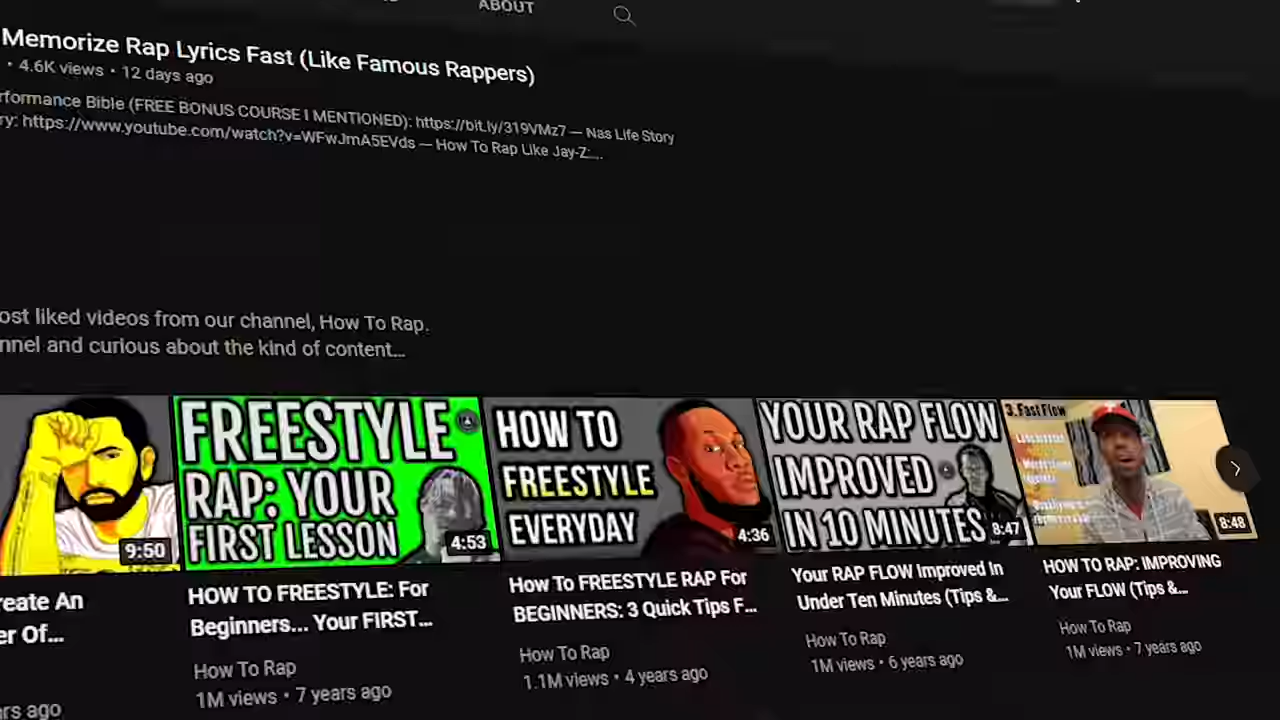 ABOUT
Memorize Rap Lyrics Fast (Like Famous Rappers)
• 4.6K views • 12 days ago
rformance Bible (FREE BONUS COURSE I MENTIONED): https://bit.ly/319VMz7 — Nas Life Story
ry: https://www.youtube.com/watch?v=WFwJmA5EVds — How To Rap Like Jay-Z:...
ost liked videos from our channel, How To Rap.
nnel and curious about the kind of content...
9:50
reate An
er Of...
rs ago
FREESTYLE
RAP: YOUR
FIRST LESSON
4:53
HOW TO FREESTYLE: For
Beginners... Your FIRST...
How To Rap
1M views • 7 years ago
HOW TO
FREESTYLE
EVERYDAY
4:36
How To FREESTYLE RAP For
BEGINNERS: 3 Quick Tips F...
How To Rap
1.1M views • 4 years ago
YOUR RAP FLOW
IMPROVED
IN 10 MINUTES
8:47
Your RAP FLOW Improved In
Under Ten Minutes (Tips &...
How To Rap
1M views • 6 years ago
3. Fast Flow
8:48
HOW TO RAP: IMPROVING
Your FLOW (Tips &...
How To Rap
1M views • 7 years ago